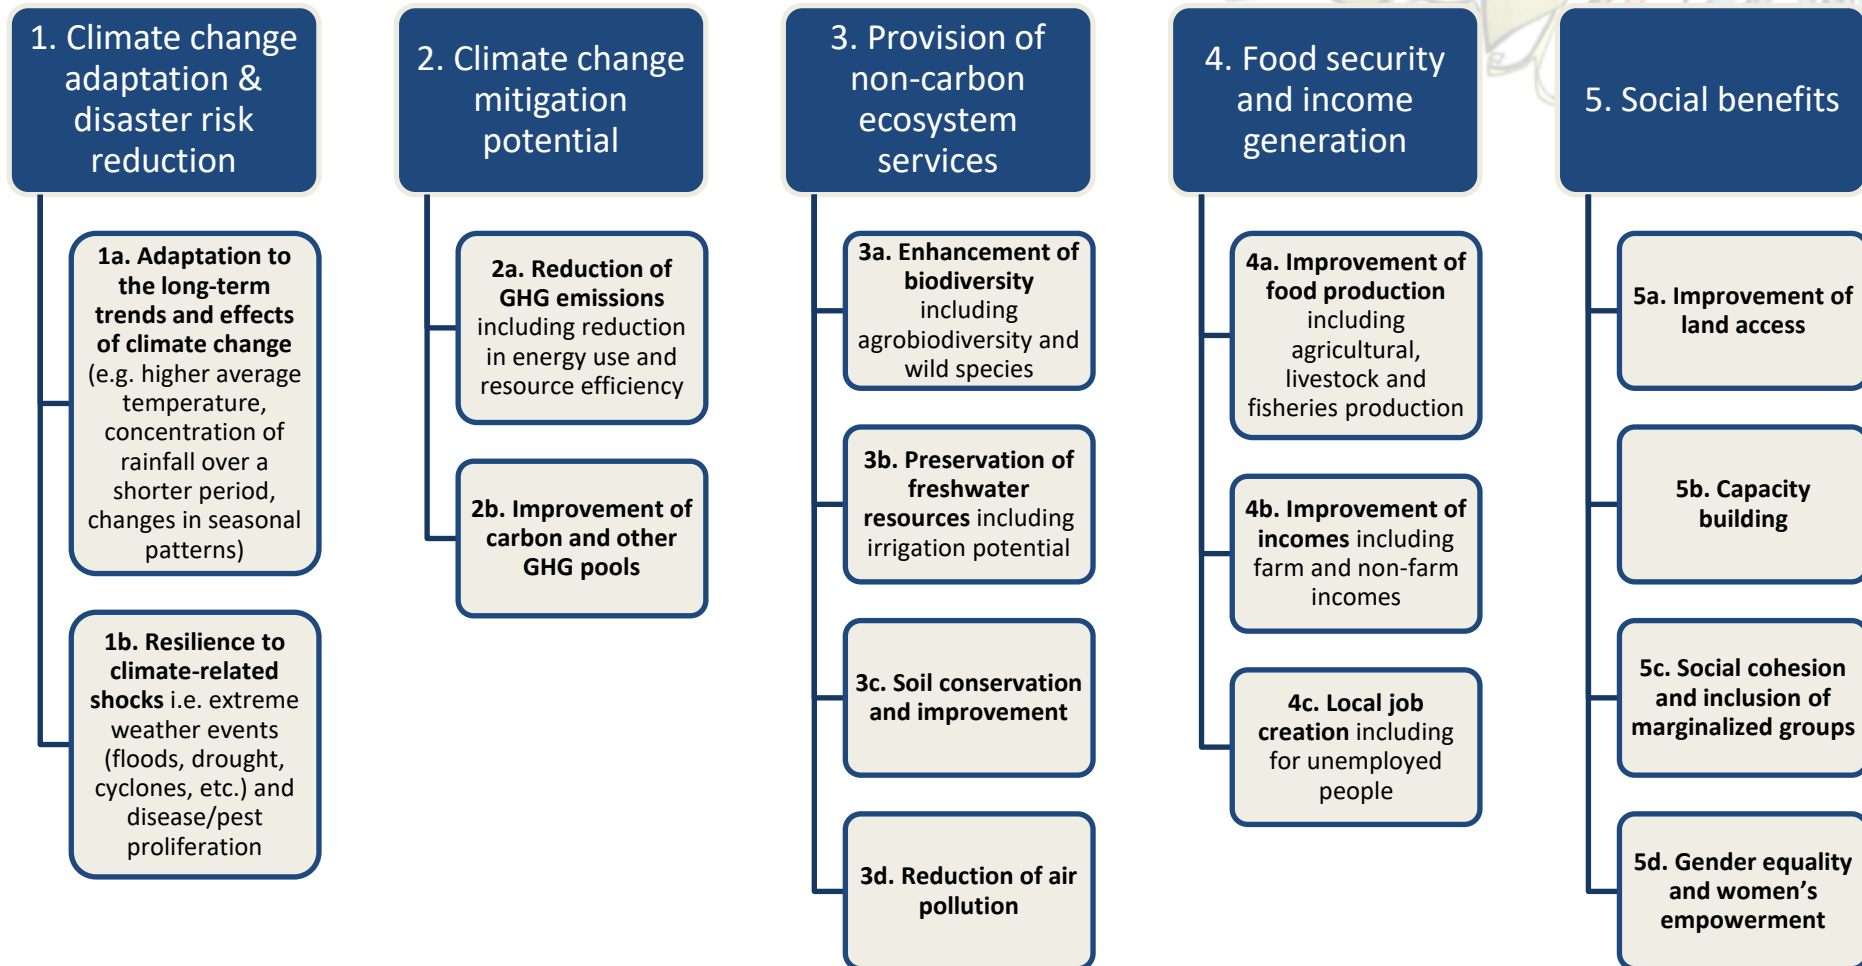 1. Climate change
adaptation &
disaster risk
reduction
1a. Adaptation to
the long-term
trends and effects
of climate change
(e.g. higher average
temperature,
concentration of
rainfall over a
shorter period,
changes in seasonal
patterns)
1b. Resilience to
climate-related
shocks i.e. extreme
weather events
(floods, drought,
cyclones, etc.) and
disease/pest
proliferation
2. Climate change
mitigation
potential
2a. Reduction of
GHG emissions
including reduction
in energy use and
resource efficiency
2b. Improvement of
carbon and other
GHG pools
3. Provision of
non-carbon
ecosystem
services
3a. Enhancement of
biodiversity
including
agrobiodiversity and
wild species
3b. Preservation of
freshwater
resources including
irrigation potential
3c. Soil conservation
and improvement
3d. Reduction of air
pollution
4. Food security
and income
generation
4a. Improvement of
food production
including
agricultural,
livestock and
fisheries production
4b. Improvement of
incomes including
farm and non-farm
incomes
4c. Local job
creation including
for unemployed
people
5. Social benefits
5a. Improvement of
land access
5b. Capacity
building
5c. Social cohesion
and inclusion of
marginalized groups
5d. Gender equality
and women’s
empowerment